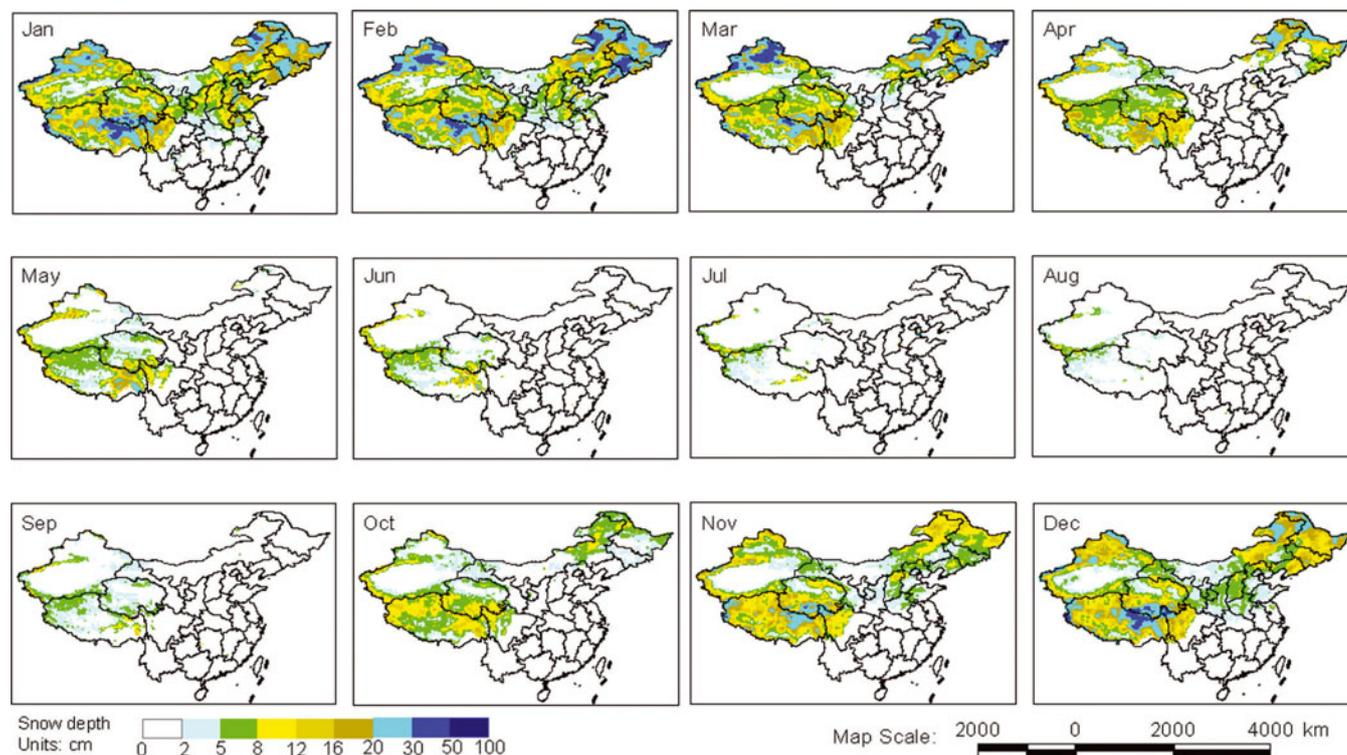 Jan
Feb
Mar
Apr
May
Jun
Jul
Aug
Sep
Oct
Nov
Dec
Snow depth
Units: cm
0 2 5 8 12 16 20 30 50 100
Map Scale:
2000 0 2000 4000 km